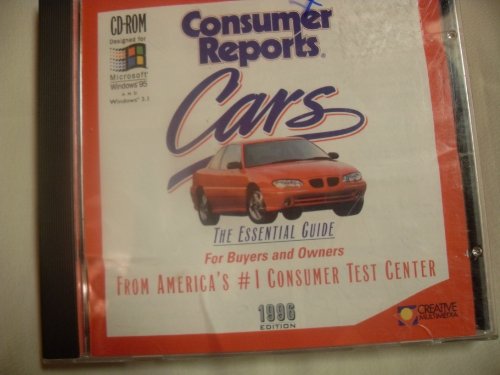 CD-ROM
Designed for
Microsoft
Windows 95
AND
Windows 3.1
Consumer
Reports®
Cars
THE ESSENTIAL GUIDE
For Buyers and Owners
FROM AMERICA'S #1 CONSUMER TEST CENTER
1996
EDITION
CREATIVE
MULTIMEDIA